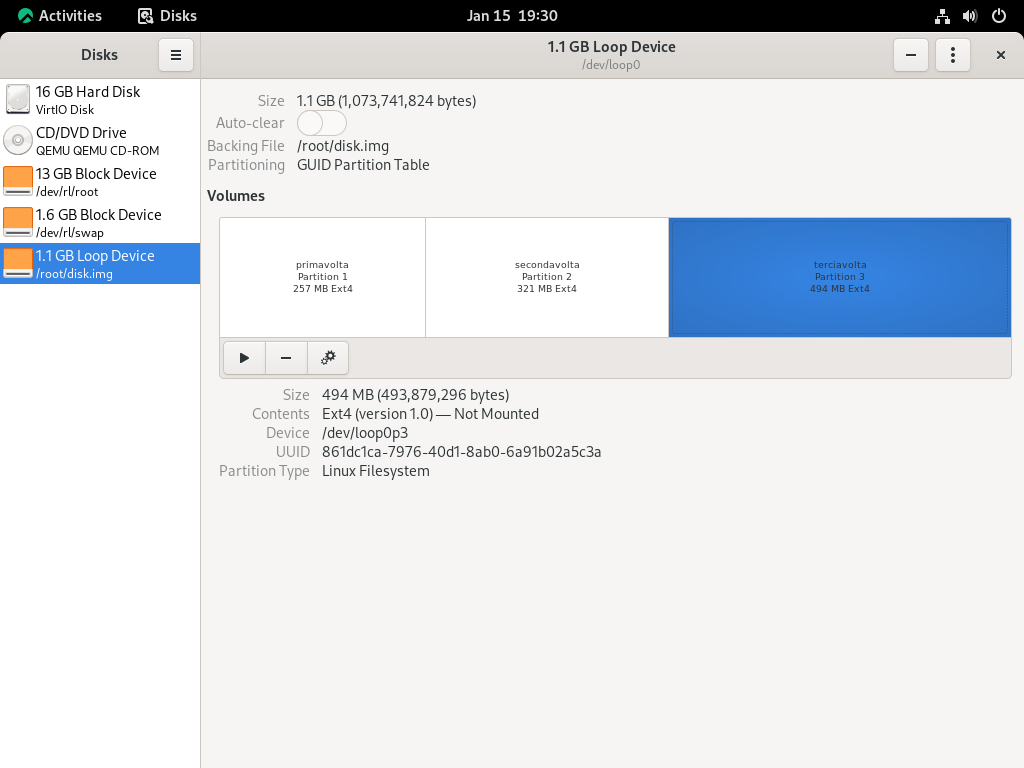 Activities
Disks
Jan 15 19:30
Disks
1.1 GB Loop Device
/dev/loop0
16 GB Hard Disk
VirtIO Disk
CD/DVD Drive
QEMU QEMU CD-ROM
13 GB Block Device
/dev/rl/root
1.6 GB Block Device
/dev/rl/swap
1.1 GB Loop Device
/root/disk.img
Size 1.1 GB (1,073,741,824 bytes)
Auto-clear
Backing File /root/disk.img
Partitioning GUID Partition Table
Volumes
primavolta
Partition 1
257 MB Ext4
secondavolta
Partition 2
321 MB Ext4
terciavolta
Partition 3
494 MB Ext4
Size 494 MB (493,879,296 bytes)
Contents Ext4 (version 1.0) — Not Mounted
Device /dev/loop0p3
UUID 861dc1ca-7976-40d1-8ab0-6a91b02a5c3a
Partition Type Linux Filesystem